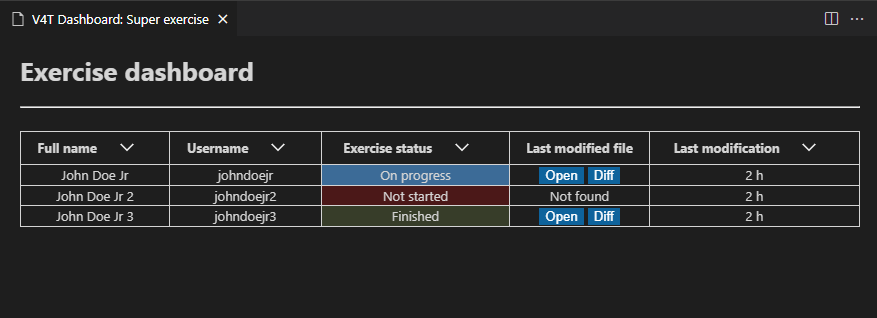 V4T Dashboard: Super exercise
Exercise dashboard
Full name Username Exercise status Last modified file Last modification
John Doe Jr johndoejr On progress Open Diff 2 h
John Doe Jr 2 johndoejr2 Not started Not found 2 h
John Doe Jr 3 johndoejr3 Finished Open Diff 2 h